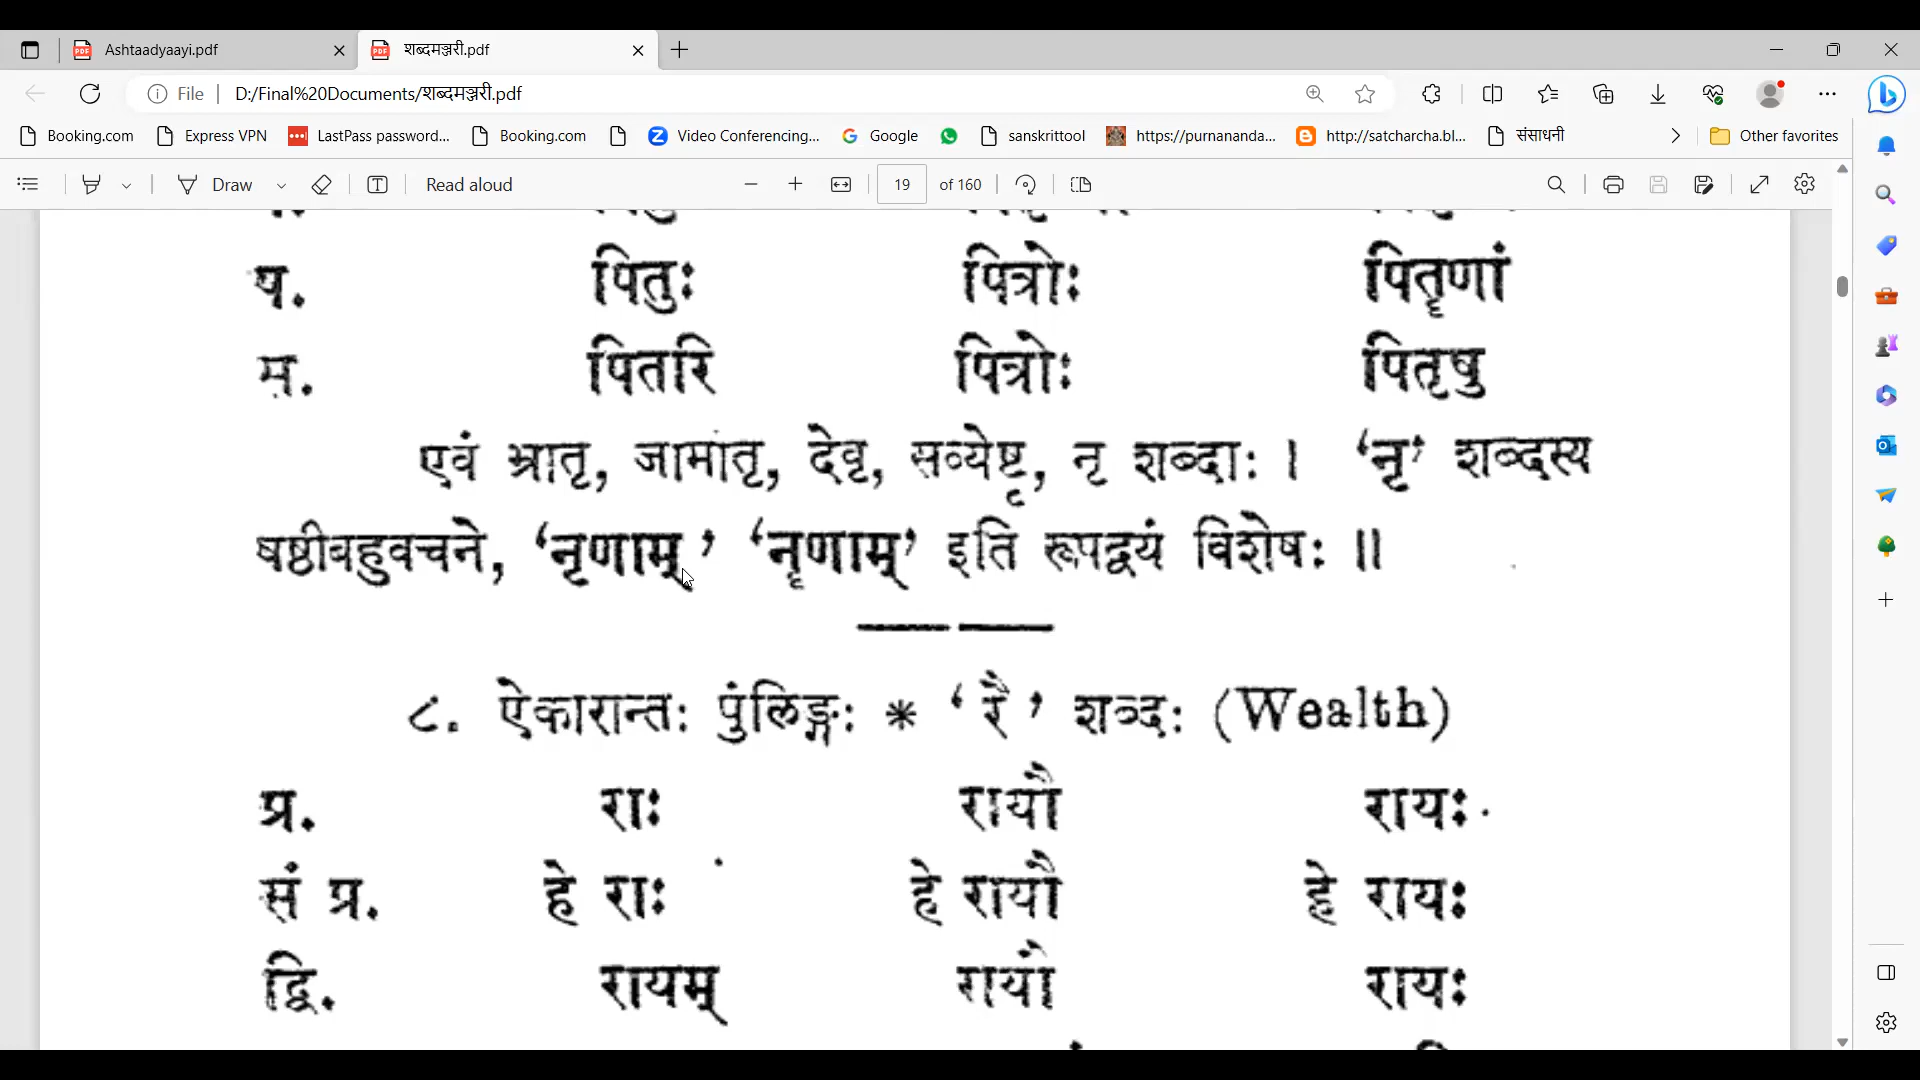 Ashtaadyaayi.pdf
शब्दमञ्जरी.pdf
File D:/Final%20Documents/शब्दमञ्जरी.pdf
Booking.com Express VPN LastPass password... Booking.com Video Conferencing,... Google sanskrittool https://purnananda... http://satcharcha.bl... संसाधनी Other favorites
Draw Read aloud 19 of 160
ष. पितुः पित्रोः पितॄणां
स. पितरि पित्रोः पितृषु
एवं भ्रातृ, जामातृ, देवृ, सव्येष्टृ, नृ शब्दाः । ‘नृ’ शब्दस्य
षष्ठीबहुवचने, ‘नृणाम्’ ‘नॄणाम्’ इति रूपद्वयं विशेषः ॥
८. ऐकारान्तः पुंलिङ्गः * ‘ रै ’ शब्दः (Wealth)
प्र. राः रायौ रायः
सं प्र. हे राः हे रायौ हे रायः
द्वि. रायम् रायौ रायः